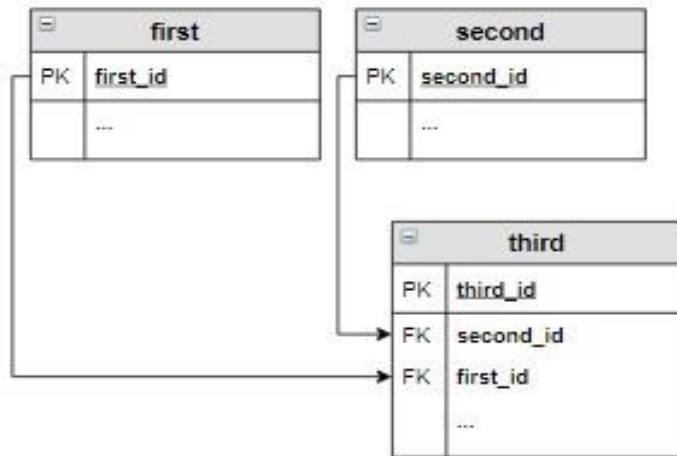 first
PK first_id
...
second
PK second_id
...
third
PK third_id
FK second_id
FK first_id
...